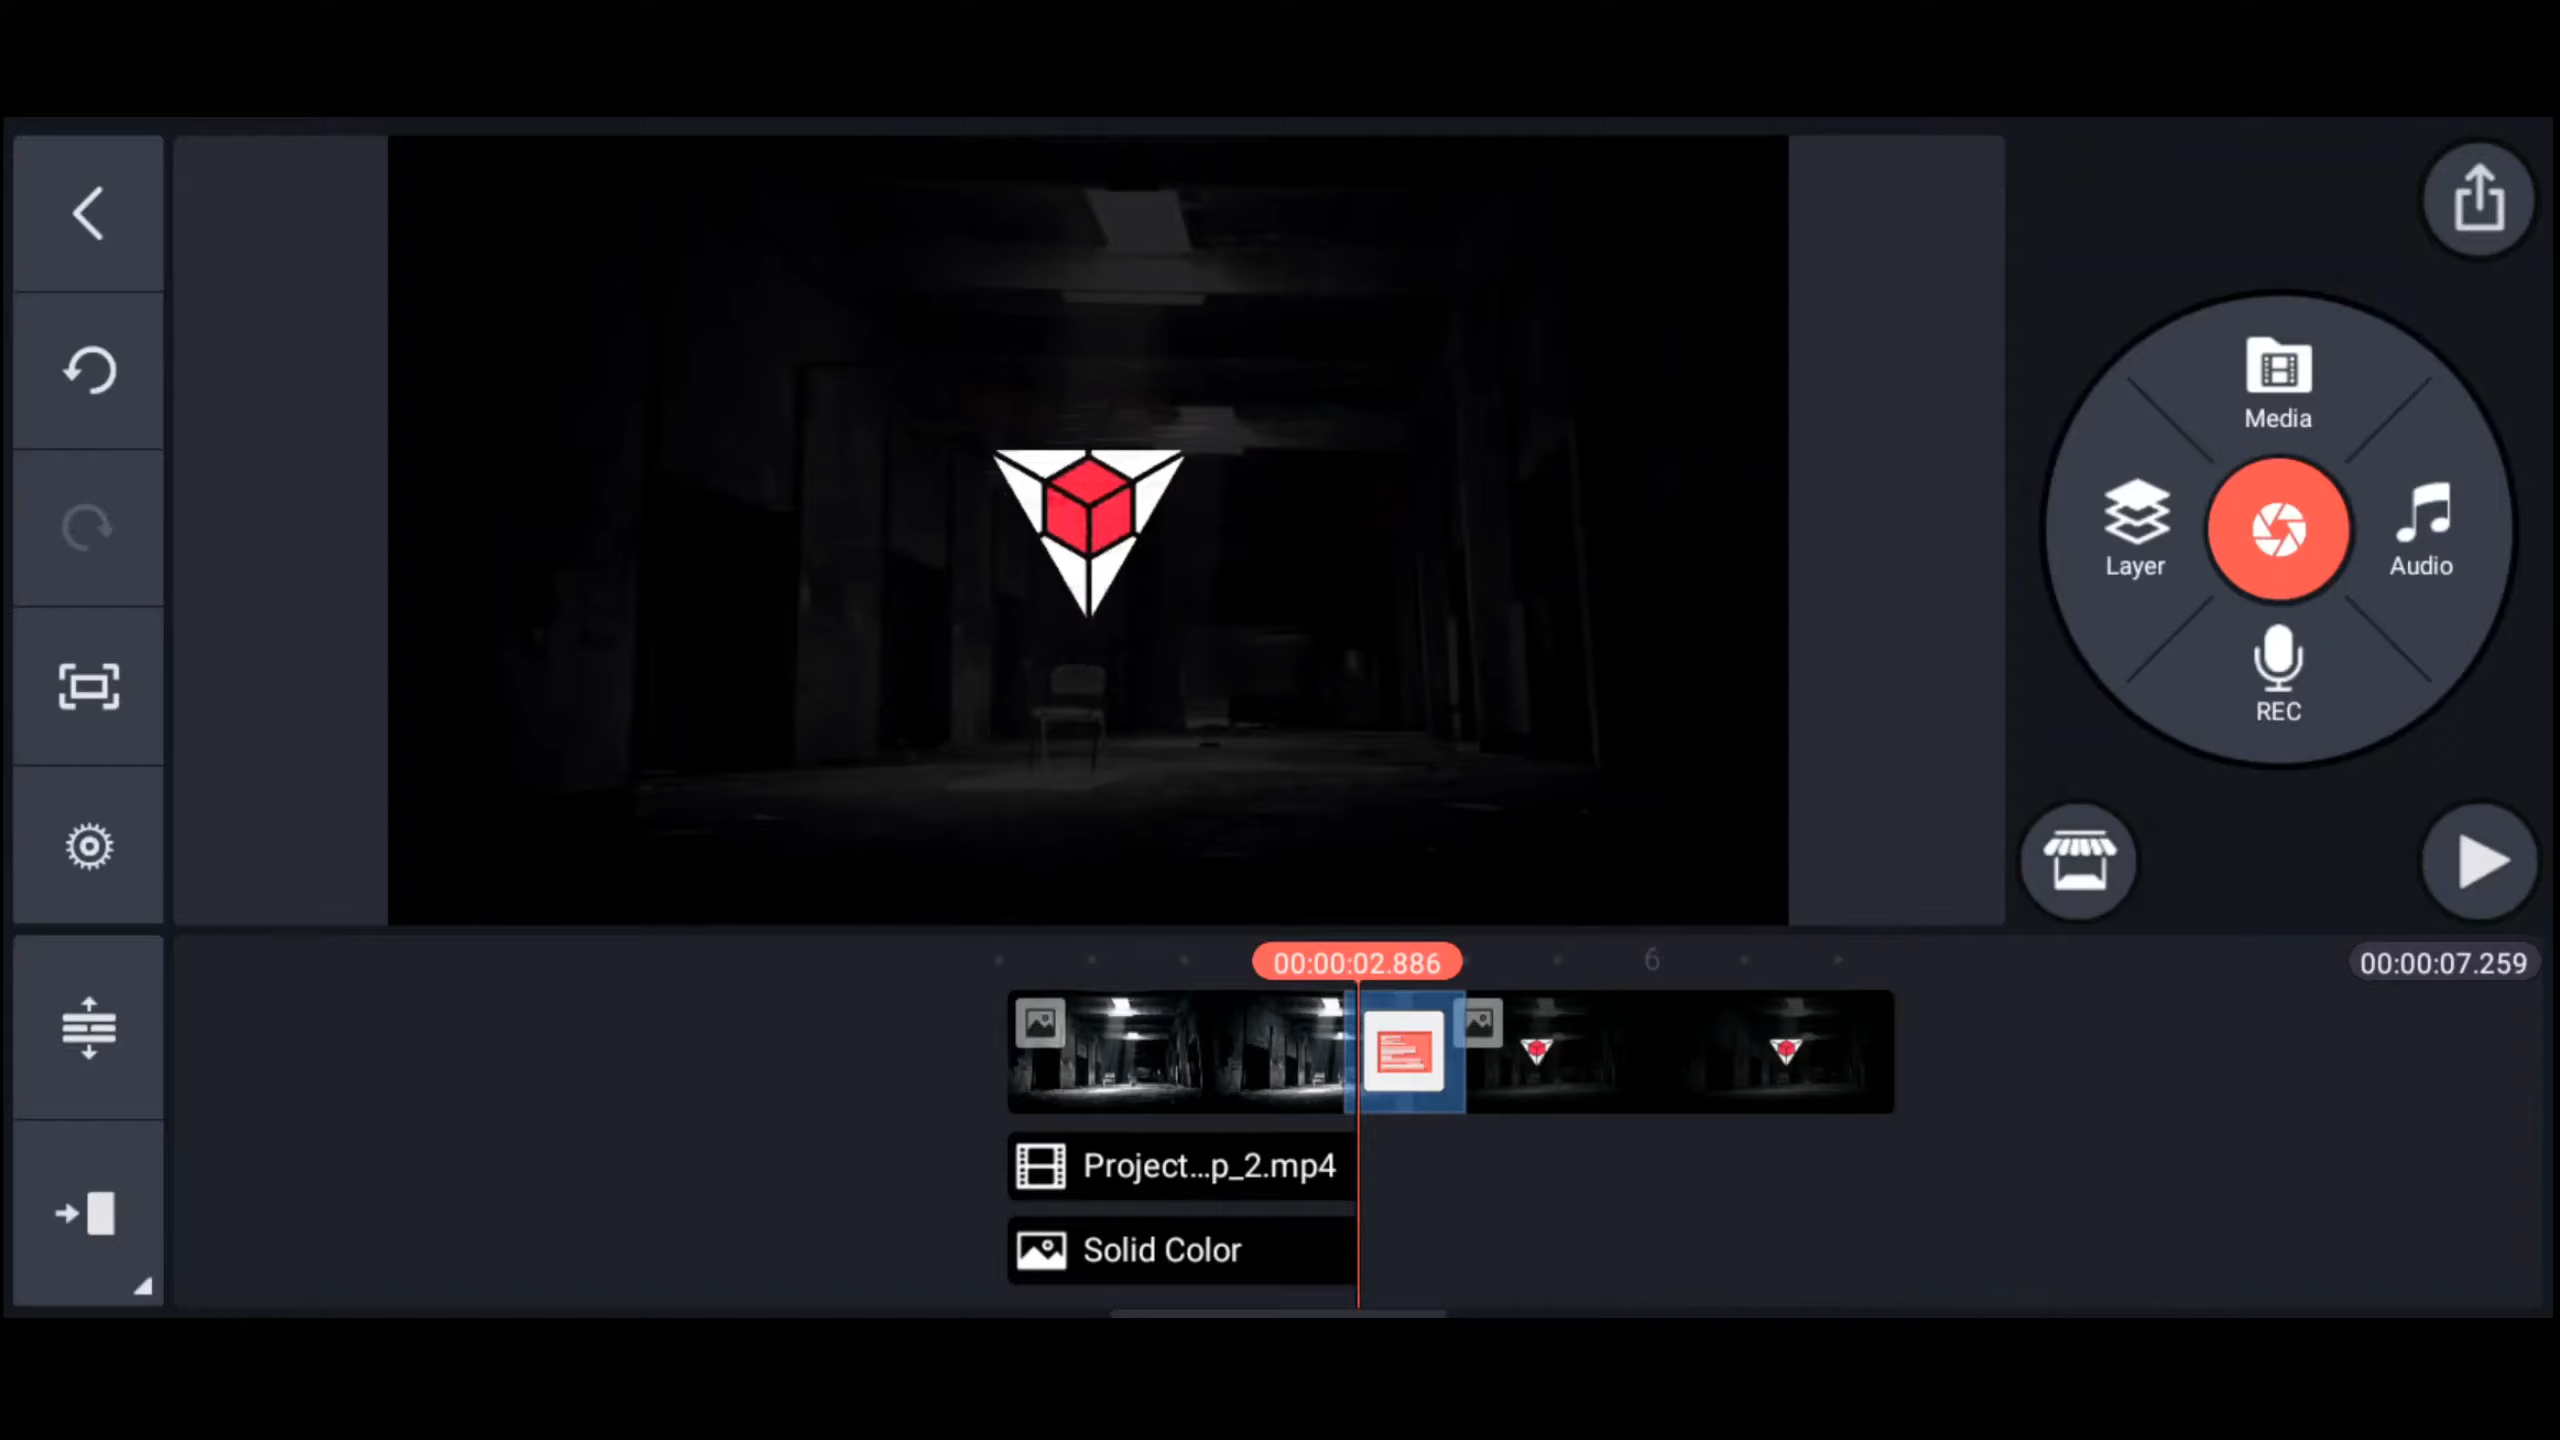 Media
Layer
Audio
REC
00:00:02.886
6
00:00:07.259
Project...p_2.mp4
Solid Color